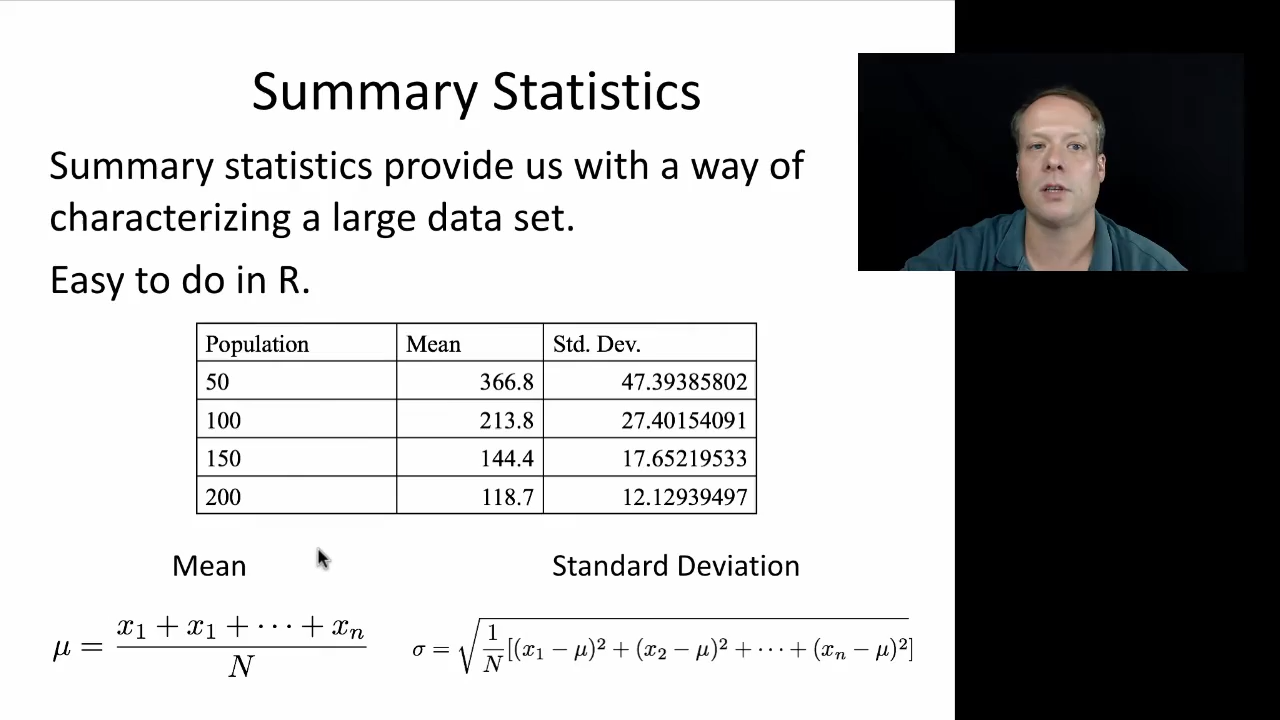 Summary Statistics
Summary statistics provide us with a way of
characterizing a large data set.
Easy to do in R.
Population Mean Std. Dev.
50 366.8 47.39385802
100 213.8 27.40154091
150 144.4 17.65219533
200 118.7 12.12939497
Mean Standard Deviation
μ = (x₁ + x₁ + ⋯ + xₙ) / N
σ = √(1/N [(x₁ − μ)² + (x₂ − μ)² + ⋯ + (xₙ − μ)²])